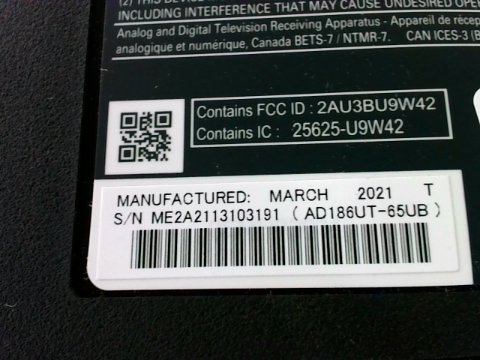 (2) THIS DEVICE
INCLUDING INTERFERENCE THAT MAY CAUSE UNDESIRED OPE
Analog and Digital Television Receiving Apparatus - Appareil de récep
analogique et numérique, Canada BETS-7 / NTMR-7. CAN ICES-3 (B
Contains FCC ID : 2AU3BU9W42
Contains IC : 25625-U9W42
MANUFACTURED: MARCH 2021 T
S/N ME2A2113103191 ( AD186UT-65UB )